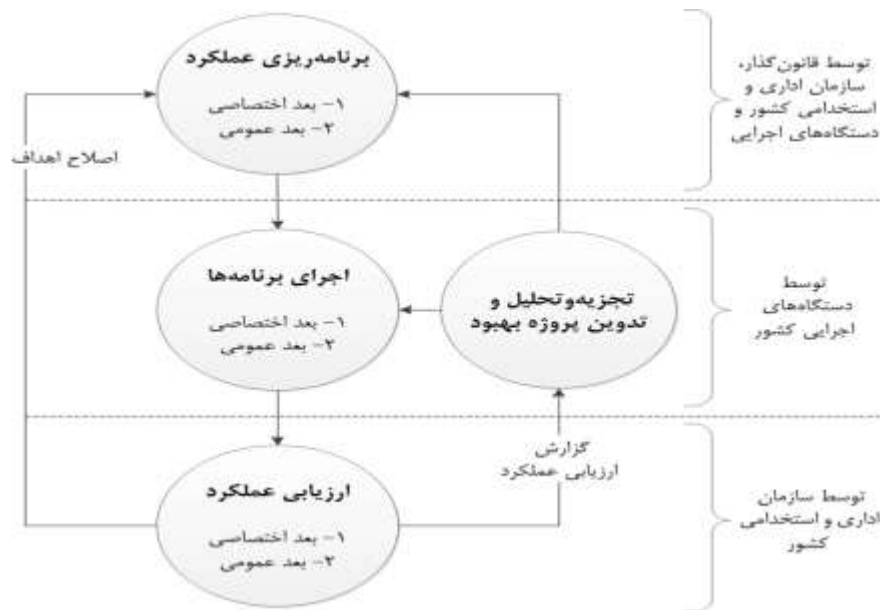 برنامه‌ریزی عملکرد
۱- بعد اختصاصی
۲- بعد عمومی
توسط قانون‌گذار،
سازمان اداری و
استخدامی کشور و
دستگاه‌های اجرایی
اصلاح اهداف
اجرای برنامه‌ها
۱- بعد اختصاصی
۲- بعد عمومی
تجزیه‌وتحلیل و
تدوین پروژه بهبود
توسط
دستگاه‌های
اجرایی کشور
گزارش
ارزیابی عملکرد
ارزیابی عملکرد
۱- بعد اختصاصی
۲- بعد عمومی
توسط سازمان
اداری و استخدامی
کشور